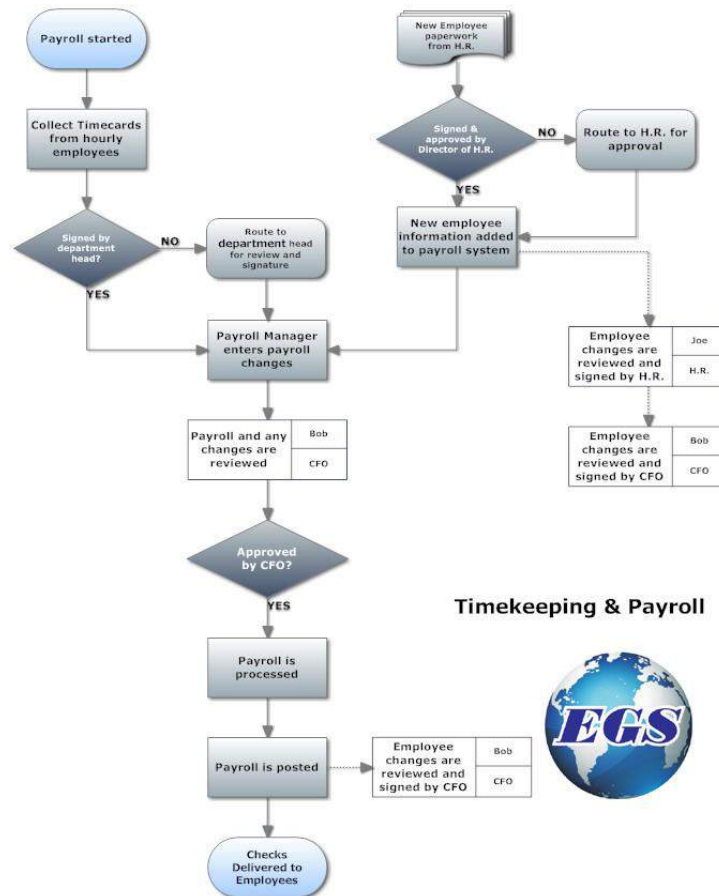 Payroll started
Collect Timecards
from hourly
employees
Signed by
department
head?
NO
YES
Route to
department head
for review and
signature
New Employee
paperwork
from H.R.
Signed &
approved by
Director of H.R.
NO
YES
Route to H.R. for
approval
New employee
information added
to payroll system
Payroll Manager
enters payroll
changes
Employee
changes are
reviewed and
signed by H.R.
Joe
H.R.
Employee
changes are
reviewed and
signed by CFO
Bob
CFO
Payroll and any
changes are
reviewed
Bob
CFO
Approved
by CFO?
YES
Timekeeping & Payroll
EGS
Payroll is
processed
Payroll is posted
Employee
changes are
reviewed and
signed by CFO
Bob
CFO
Checks
Delivered to
Employees